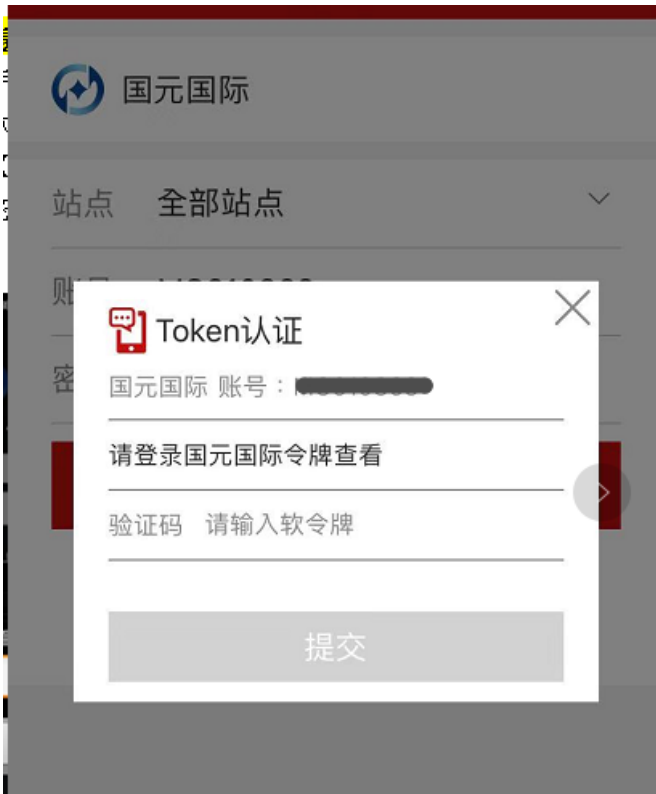 国元国际
站点 全部站点
账
Token认证
国元国际 账号：
密
请登录国元国际令牌查看
验证码 请输入软令牌
提交